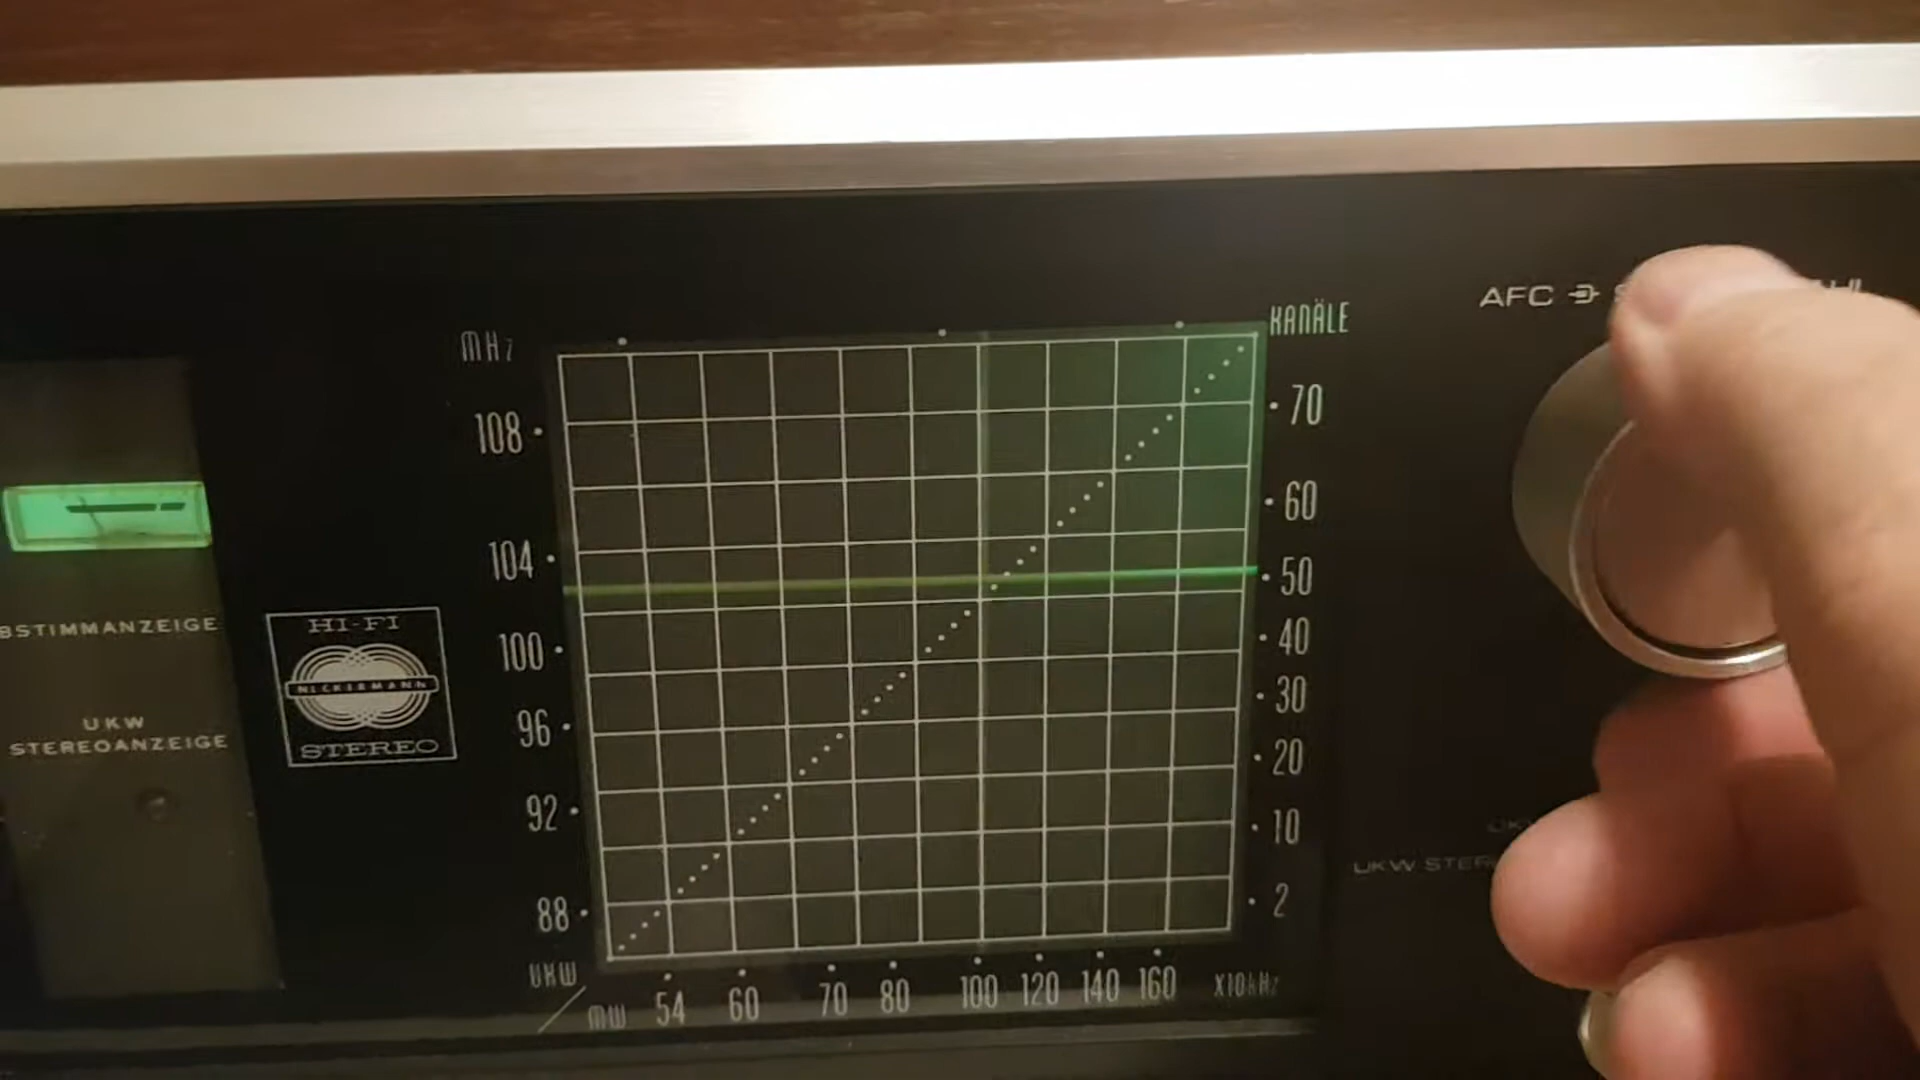 AFC
MHz
KANÄLE
108
104
100
96
92
88
70
60
50
40
30
20
10
2
BSTIMMANZEIGE
UKW
STEREOANZEIGE
HI-FI
NECKERMANN
STEREO
UKW STER
UKW
MW 54 60 70 80 100 120 140 160 X10kHz